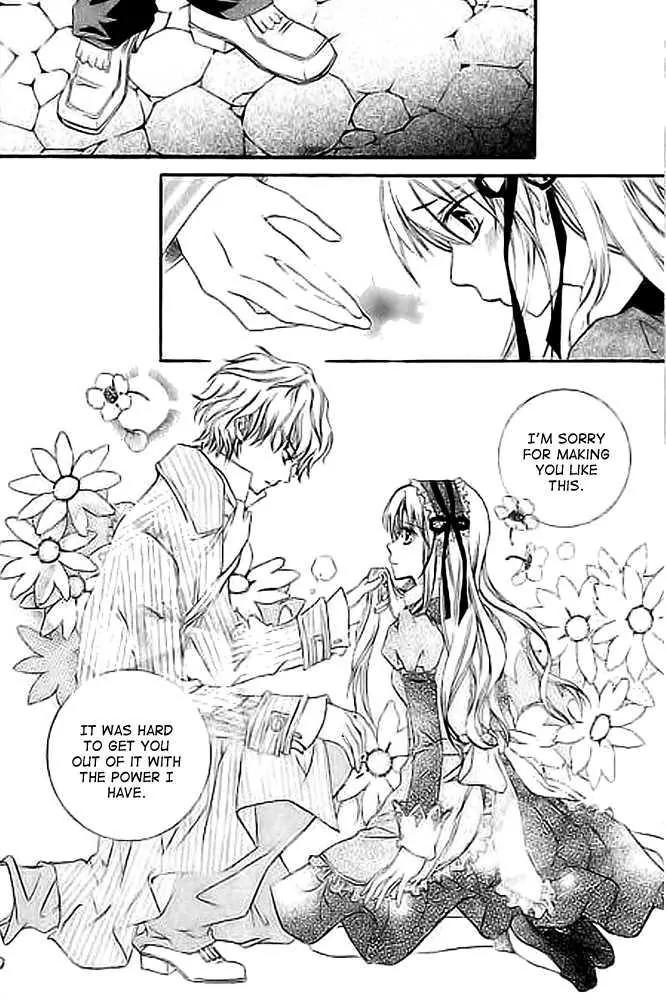 I'M SORRY
FOR MAKING
YOU LIKE
THIS.
IT WAS HARD
TO GET YOU
OUT OF IT WITH
THE POWER I
HAVE.